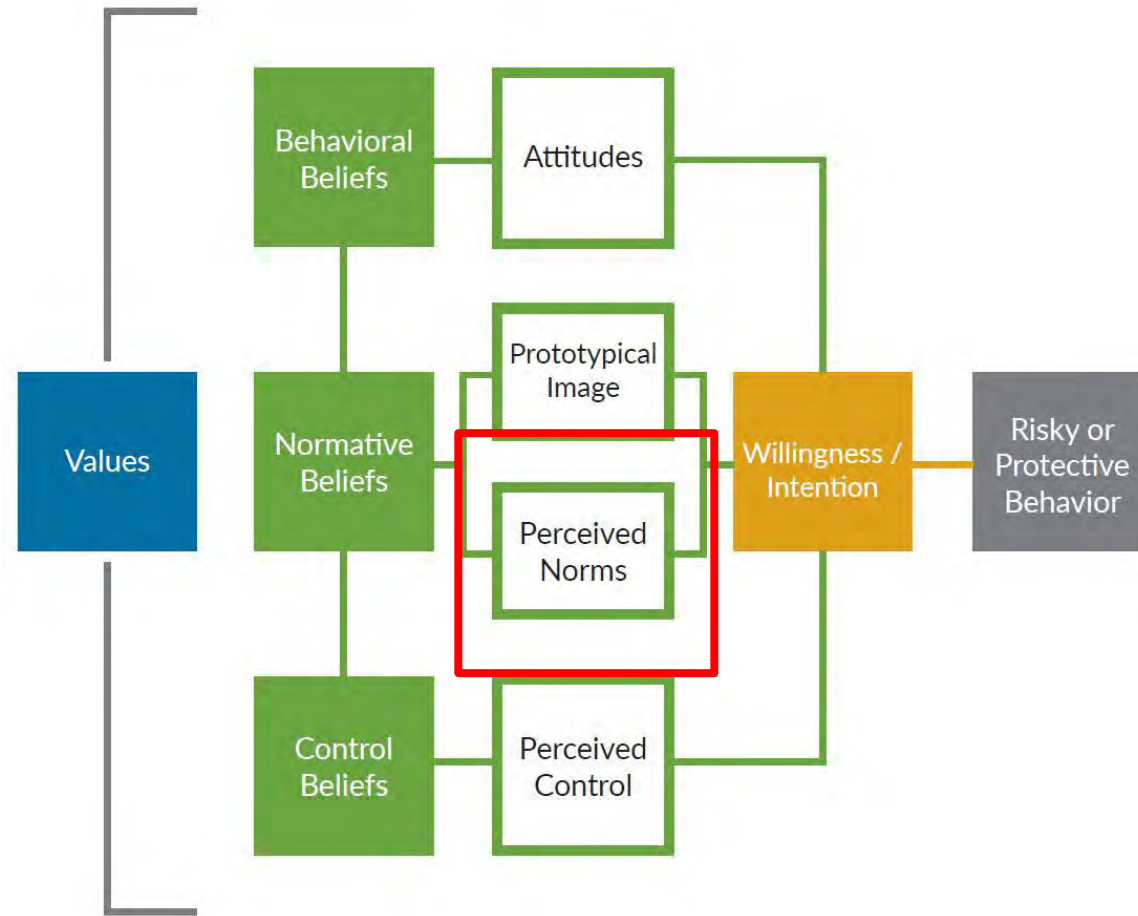 Behavioral
Beliefs
Attitudes
Prototypical
Image
Values
Normative
Beliefs
Perceived
Norms
Willingness /
Intention
Risky or
Protective
Behavior
Control
Beliefs
Perceived
Control